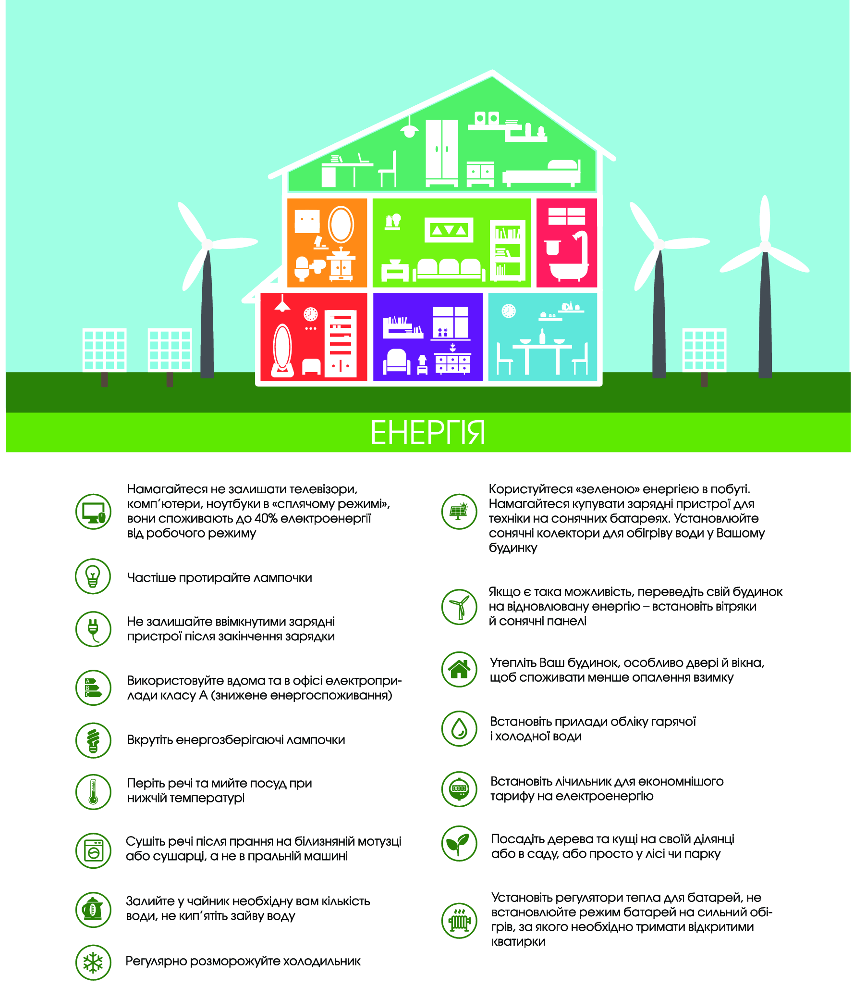 ЕНЕРГІЯ
Намагайтеся не залишати телевізори,
комп’ютери, ноутбуки в «сплячому режимі»,
вони споживають до 40% електроенергії
від робочого режиму
Частіше протирайте лампочки
Не залишайте ввімкнутими зарядні
пристрої після закінчення зарядки
A
B
C
Використовуйте вдома та в офісі електропри-
лади класу А (знижене енергоспоживання)
Вкрутіть енергозберігаючі лампочки
Періть речі та мийте посуд при
нижчій температурі
Сушіть речі після прання на білизняній мотузці
або сушарці, а не в пральній машині
Залийте у чайник необхідну вам кількість
води, не кип’ятіть зайву воду
Регулярно розморожуйте холодильник
Користуйтеся «зеленою» енергією в побуті.
Намагайтеся купувати зарядні пристрої для
техніки на сонячних батареях. Установлюйте
сонячні колектори для обігріву води у Вашому
будинку
Якщо є така можливість, переведіть свій будинок
на відновлювану енергію – встановіть вітряки
й сонячні панелі
Утепліть Ваш будинок, особливо двері й вікна,
щоб споживати менше опалення взимку
Встановіть прилади обліку гарячої
і холодної води
0000
Встановіть лічильник для економнішого
тарифу на електроенергію
Посадіть дерева та кущі на своїй ділянці
або в саду, або просто у лісі чи парку
Установіть регулятори тепла для батарей, не
встановлюйте режим батарей на сильний обі-
грів, за якого необхідно тримати відкритими
кватирки